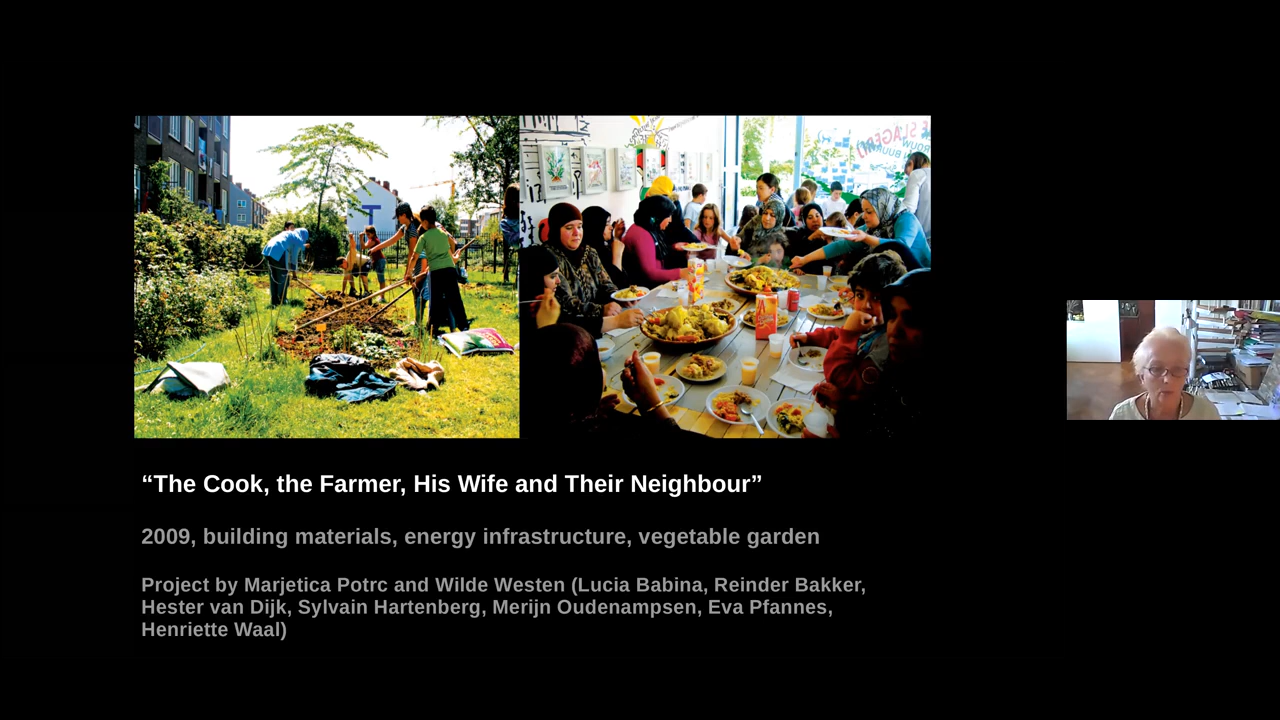 T
“The Cook, the Farmer, His Wife and Their Neighbour”
2009, building materials, energy infrastructure, vegetable garden
Project by Marjetica Potrc and Wilde Westen (Lucia Babina, Reinder Bakker,
Hester van Dijk, Sylvain Hartenberg, Merijn Oudenampsen, Eva Pfannes,
Henriette Waal)